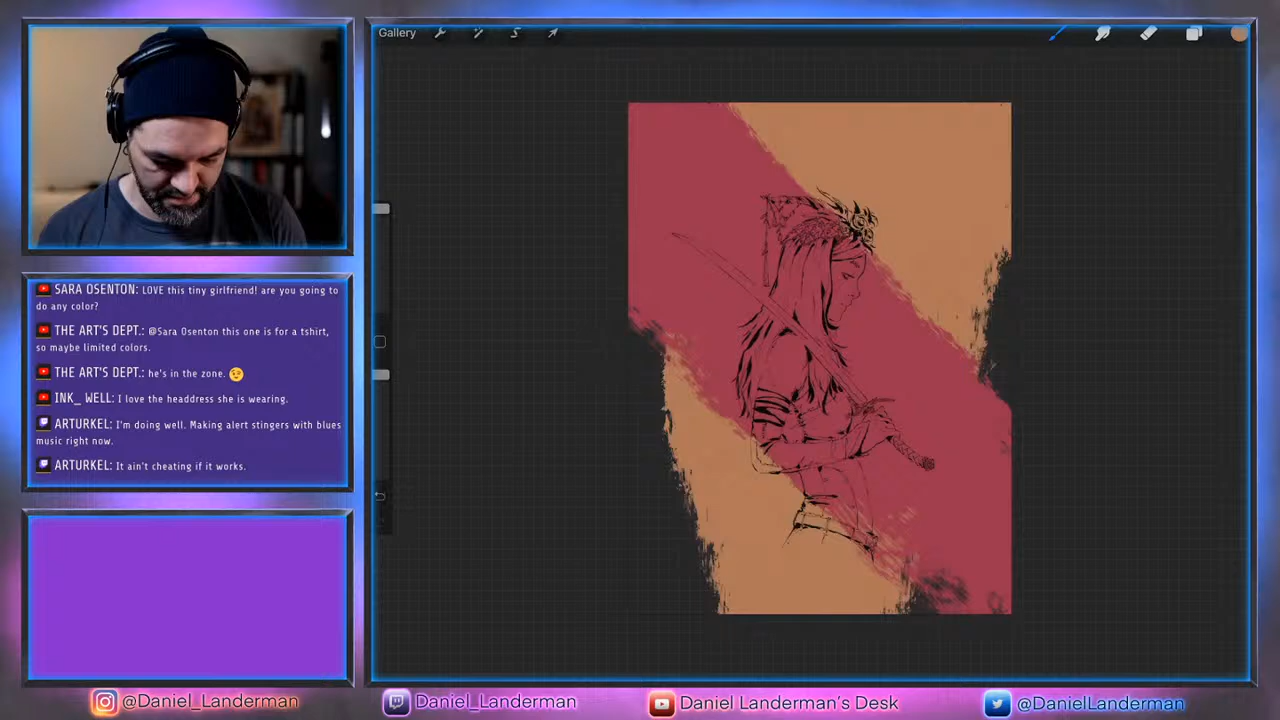 Gallery
SARA OSENTON: LOVE this tiny girlfriend! are you going to
do any color?
THE ART'S DEPT.: @Sara Osenton this one is for a tshirt,
so maybe limited colors.
THE ART'S DEPT.: he's in the zone.
INK_ WELL: I love the headdress she is wearing.
ARTURKEL: I'm doing well. Making alert stingers with blues
music right now.
ARTURKEL: It ain't cheating if it works.
@Daniel_Landerman
Daniel_Landerman
Daniel Landerman's Desk
@DanielLanderman